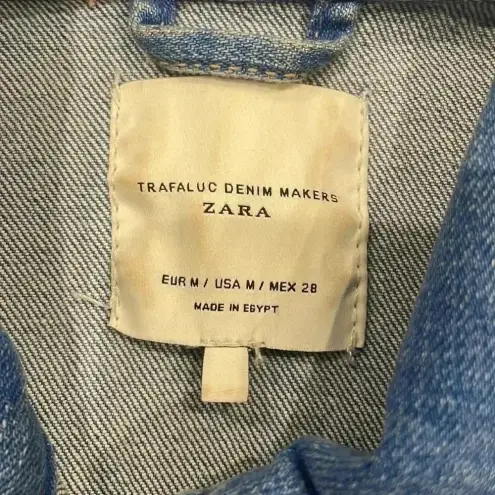 TRAFALUC DENIM MAKERS
ZARA
EUR M / USA M / MEX 28
MADE IN EGYPT